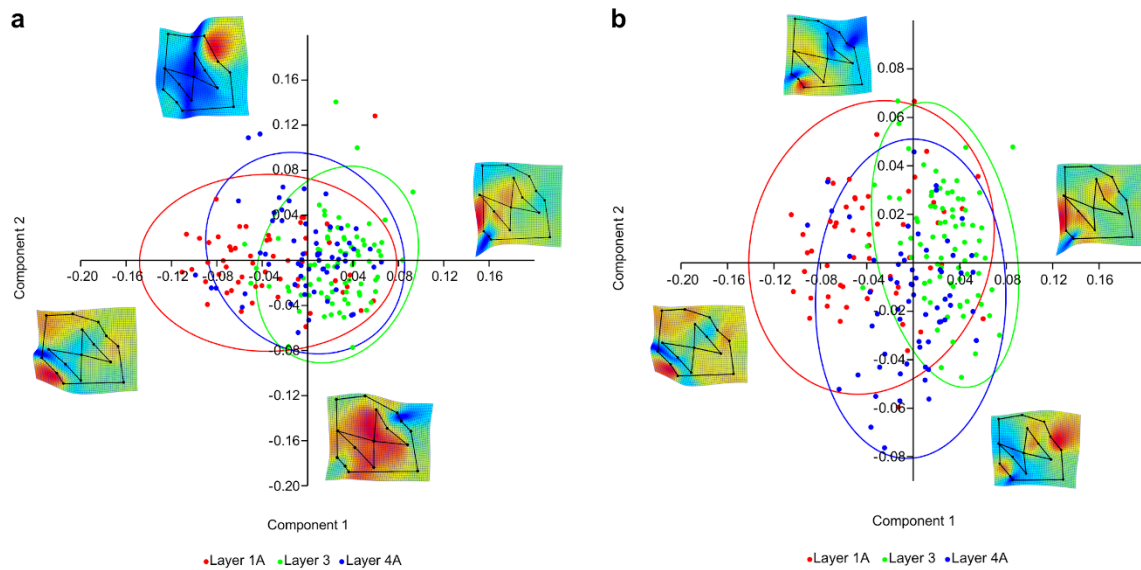 a
0.16
0.12
0.08
0.04
-0.20 -0.16 -0.12 -0.08 -0.04 0.04 0.12 0.16
-0.04
-0.08
-0.12
-0.16
-0.20
Component 2
Component 1
Layer 1A Layer 3 Layer 4A
b
0.08
0.06
0.04
0.02
-0.20 -0.16 -0.12 -0.08 -0.04 0.04 0.08 0.12 0.16
-0.02
-0.04
-0.06
-0.08
Component 2
Component 1
Layer 1A Layer 3 Layer 4A